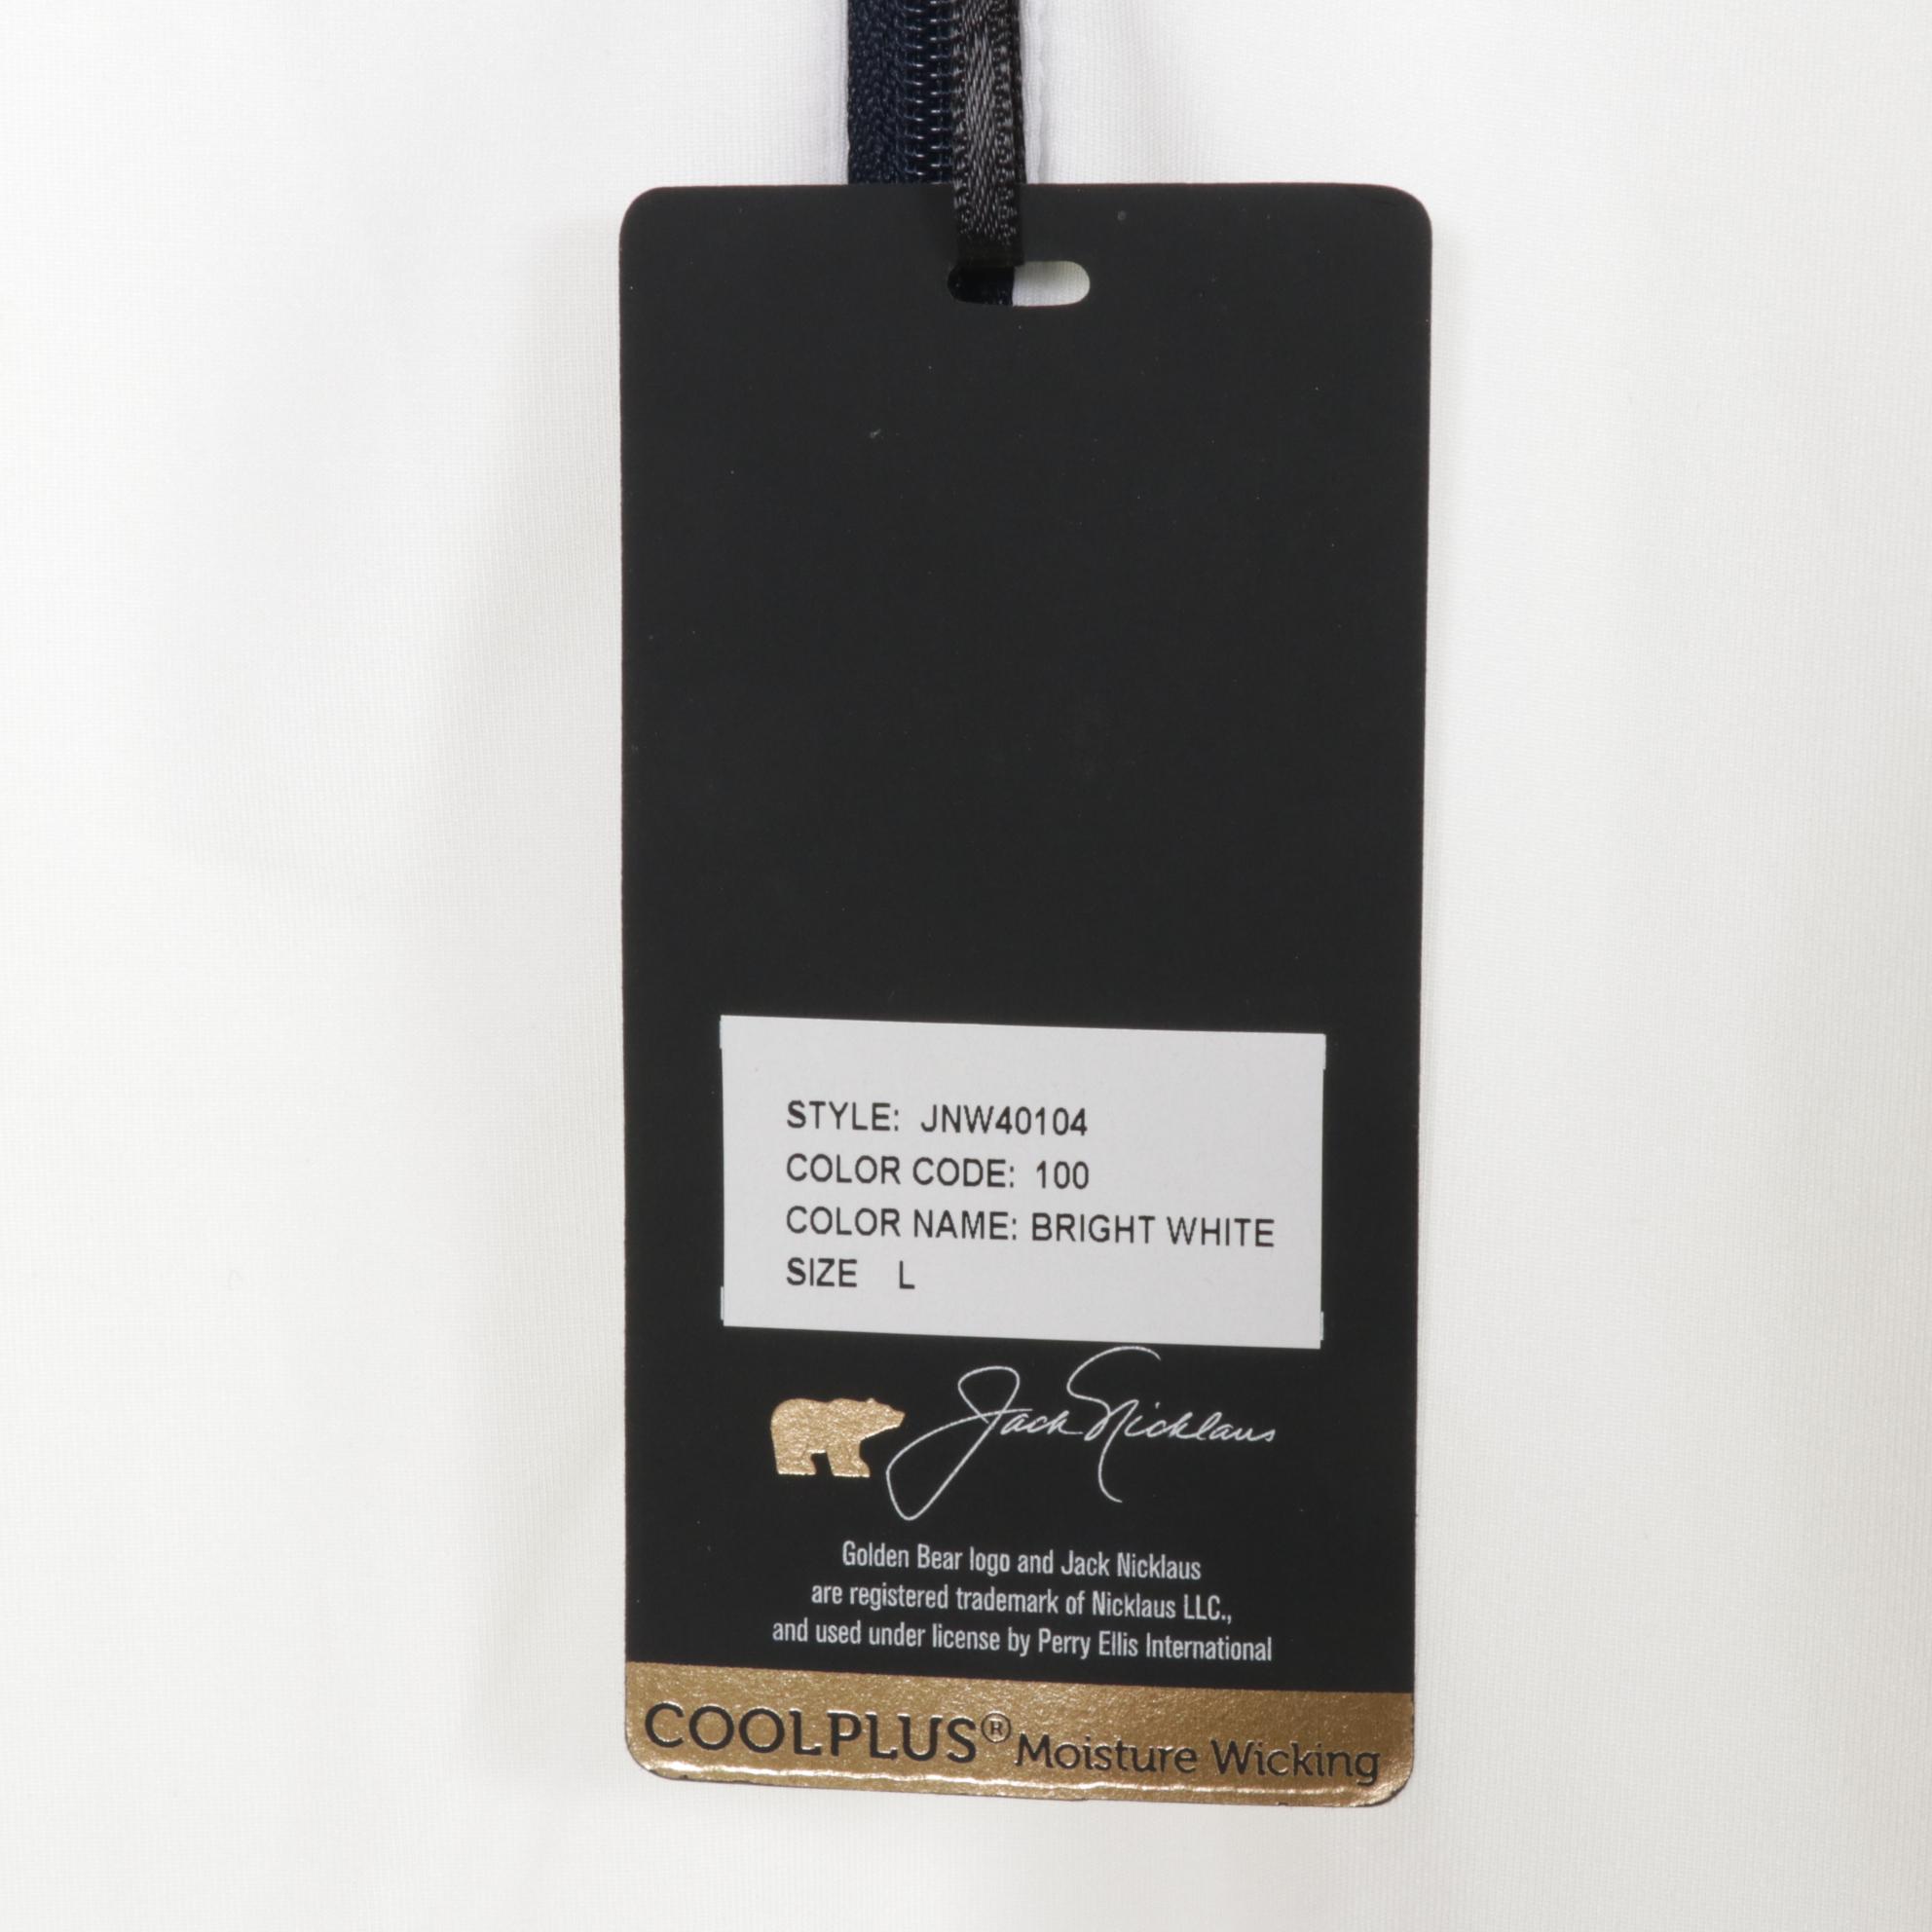 STYLE: JNW40104
COLOR CODE: 100
COLOR NAME: BRIGHT WHITE
SIZE L
Jack Nicklaus
Golden Bear logo and Jack Nicklaus
are registered trademark of Nicklaus LLC.,
and used under license by Perry Ellis International
COOLPLUS® Moisture Wicking